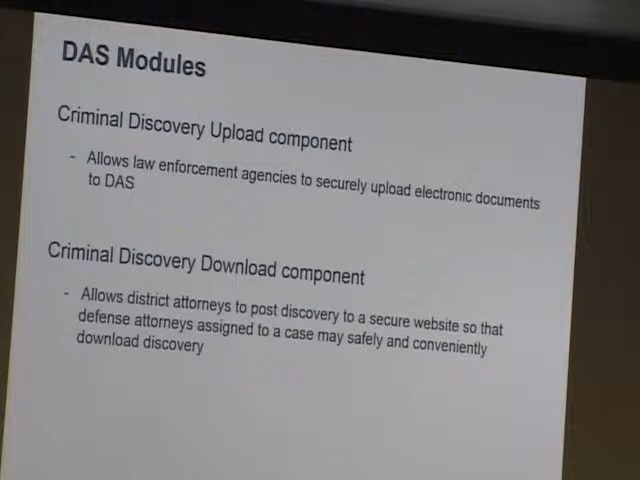 DAS Modules
Criminal Discovery Upload component
- Allows law enforcement agencies to securely upload electronic documents
to DAS
Criminal Discovery Download component
- Allows district attorneys to post discovery to a secure website so that
defense attorneys assigned to a case may safely and conveniently
download discovery